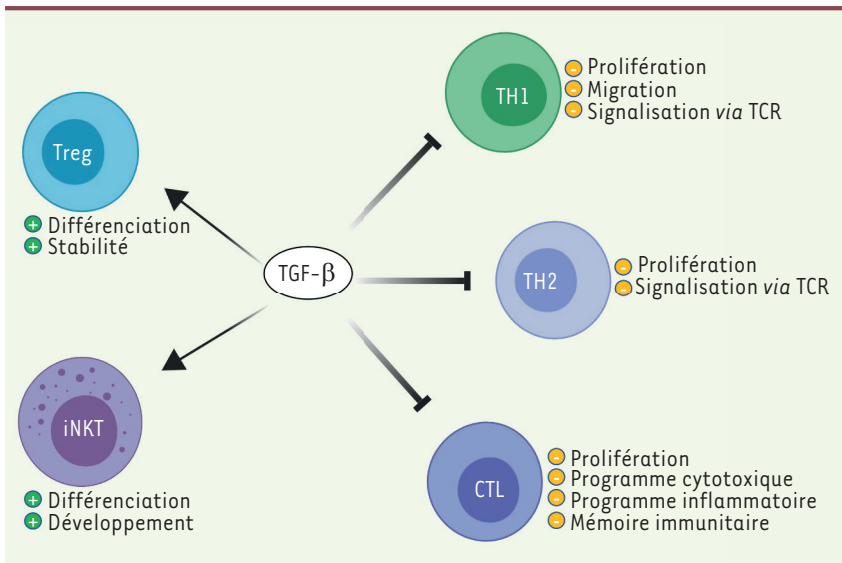 Treg
+ Différenciation
+ Stabilité
iNKT
+ Différenciation
+ Développement
TGF-β
TH1
- Prolifération
- Migration
- Signalisation via TCR
TH2
- Prolifération
- Signalisation via TCR
CTL
- Prolifération
- Programme cytotoxique
- Programme inflammatoire
- Mémoire immunitaire